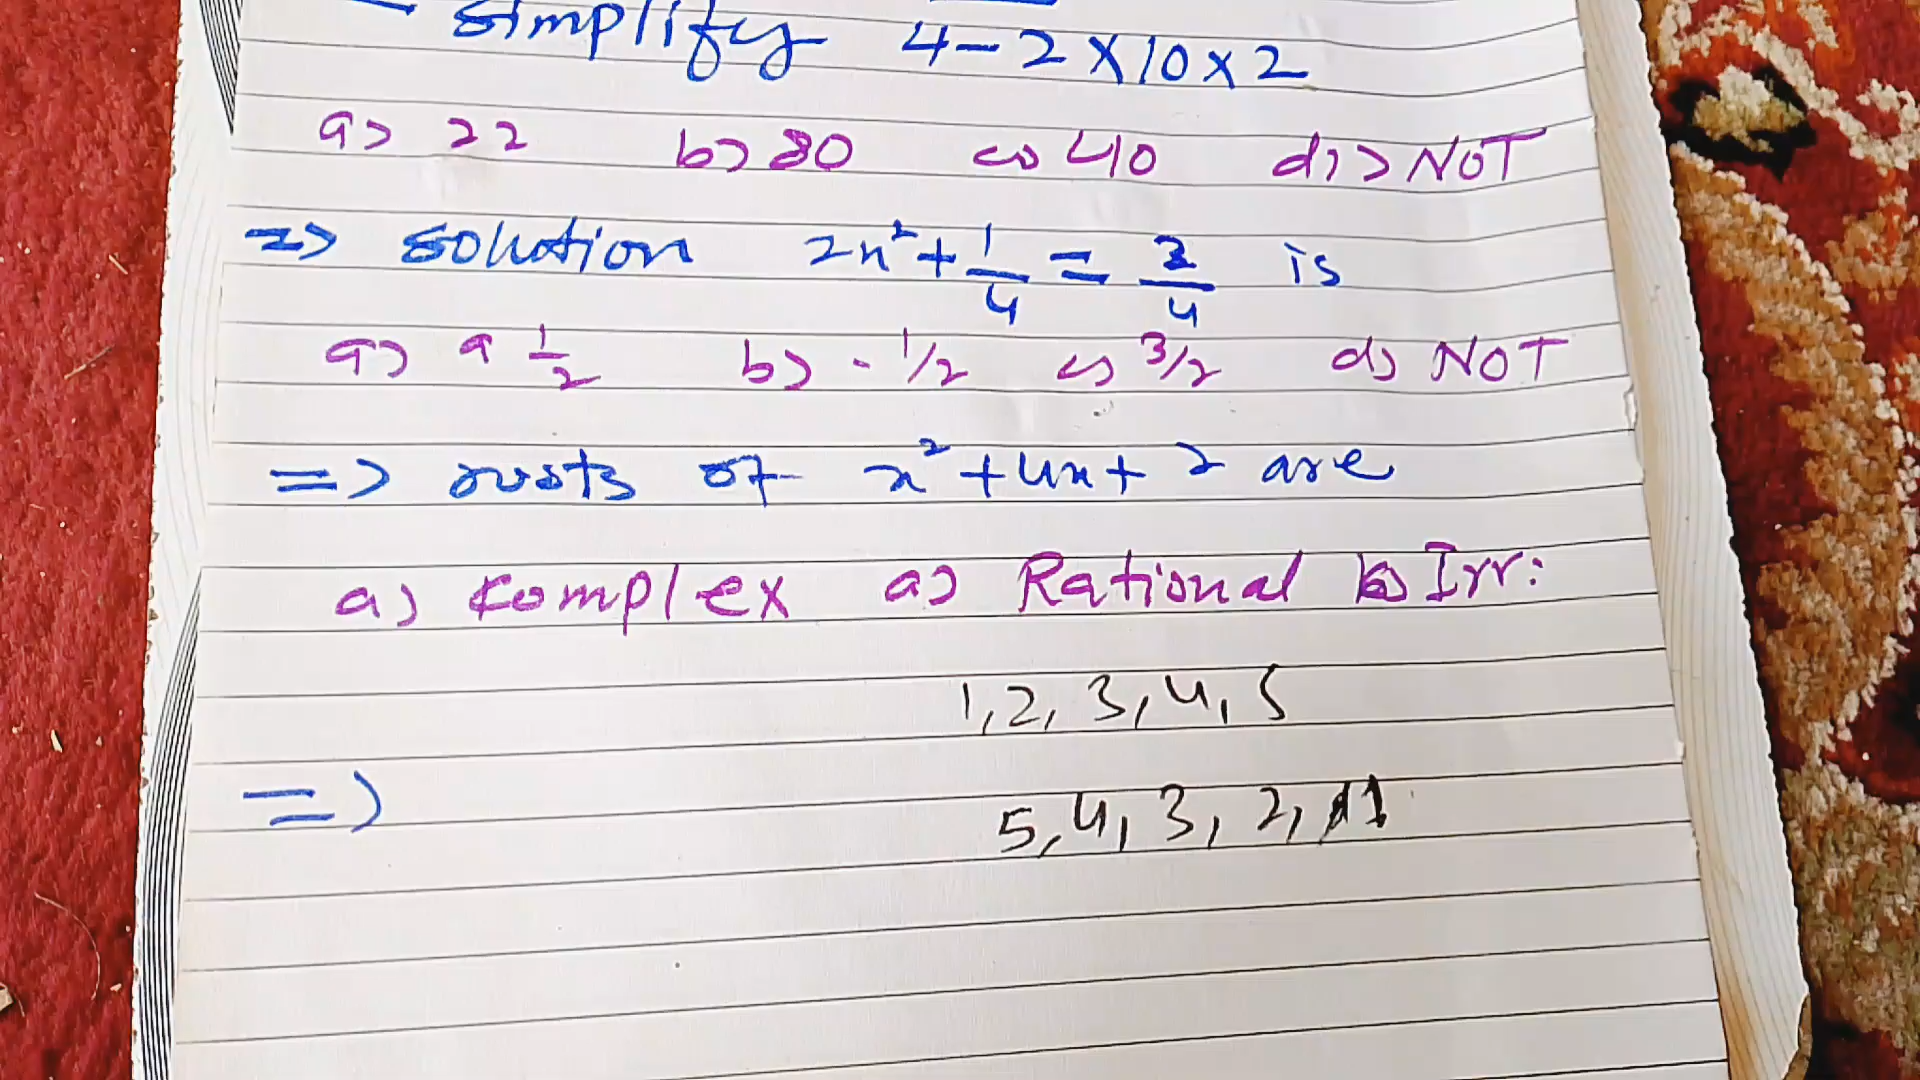 simplify 4-2×10×2
a> 22 b> 80 c> 40 d,> NOT
=> solution 2x²+1/4 = 3/4 is
a> a 1/2 b> -1/2 c> 3/2 d> NOT
=> roots of x²+4x+2 are
a) complex a) Rational b) Irr:
1,2,3,4,5
=> 5,4,3,2,1